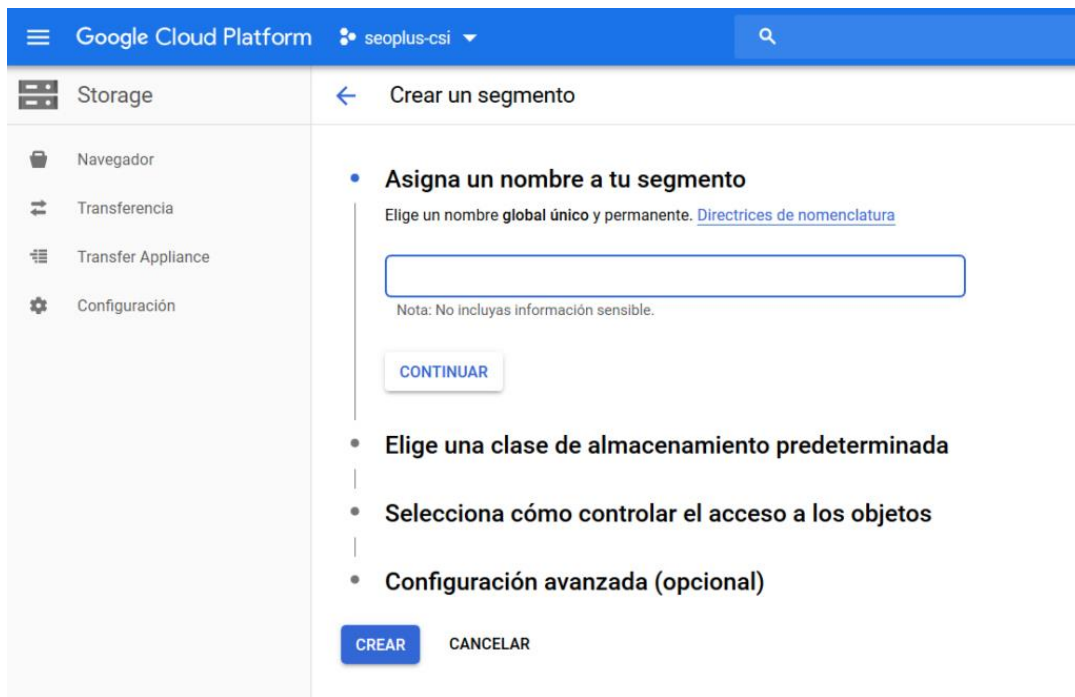 Google Cloud Platform
seoplus-csi
Storage
Crear un segmento
Navegador
Transferencia
Transfer Appliance
Configuración
Asigna un nombre a tu segmento
Elige un nombre global único y permanente. Directrices de nomenclatura
Nota: No incluyas información sensible.
CONTINUAR
Elige una clase de almacenamiento predeterminada
Selecciona cómo controlar el acceso a los objetos
Configuración avanzada (opcional)
CREAR CANCELAR